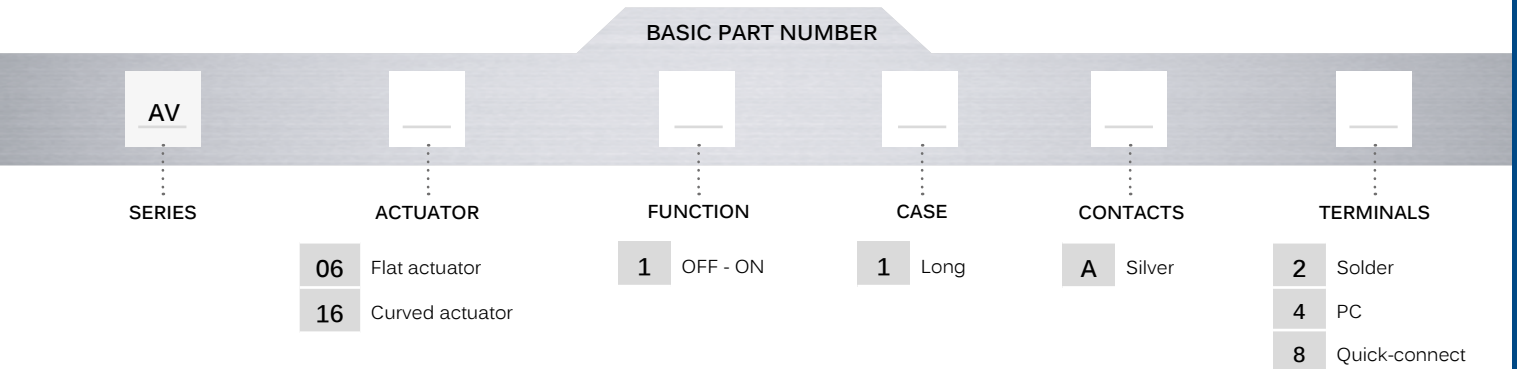 BASIC PART NUMBER
AV
SERIES ACTUATOR FUNCTION CASE CONTACTS TERMINALS
06 Flat actuator 1 OFF - ON 1 Long A Silver 2 Solder
16 Curved actuator 4 PC
8 Quick-connect